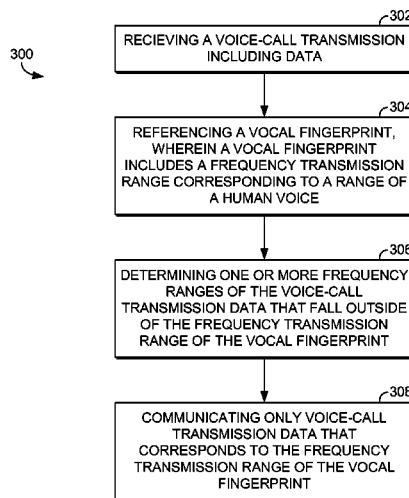 302
RECIEVING A VOICE-CALL TRANSMISSION
INCLUDING DATA
300
304
REFERENCING A VOCAL FINGERPRINT,
WHEREIN A VOCAL FINGERPRINT
INCLUDES A FREQUENCY TRANSMISSION
RANGE CORRESPONDING TO A RANGE OF
A HUMAN VOICE
306
DETERMINING ONE OR MORE FREQUENCY
RANGES OF THE VOICE-CALL
TRANSMISSION DATA THAT FALL OUTSIDE
OF THE FREQUENCY TRANSMISSION
RANGE OF THE VOCAL FINGERPRINT
308
COMMUNICATING ONLY VOICE-CALL
TRANSMISSION DATA THAT
CORRESPONDS TO THE FREQUENCY
TRANSMISSION RANGE OF THE VOCAL
FINGERPRINT